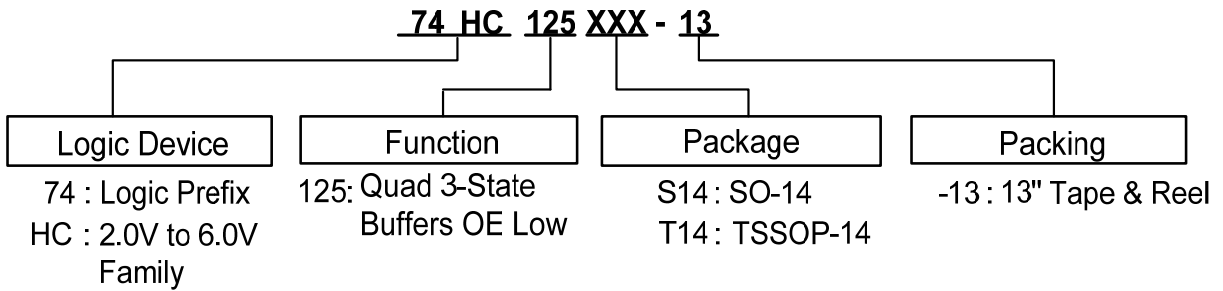 74 HC 125 XXX - 13
Logic Device
74 : Logic Prefix
HC : 2.0V to 6.0V
Family
Function
125: Quad 3-State
Buffers OE Low
Package
S14 : SO-14
T14 : TSSOP-14
Packing
-13 : 13" Tape & Reel